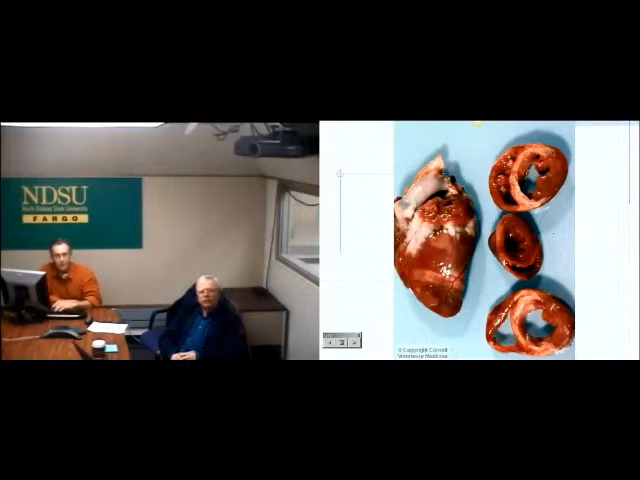 NDSU
North Dakota State University
FARGO
© Copyright Cornell
Veterinary Medicine